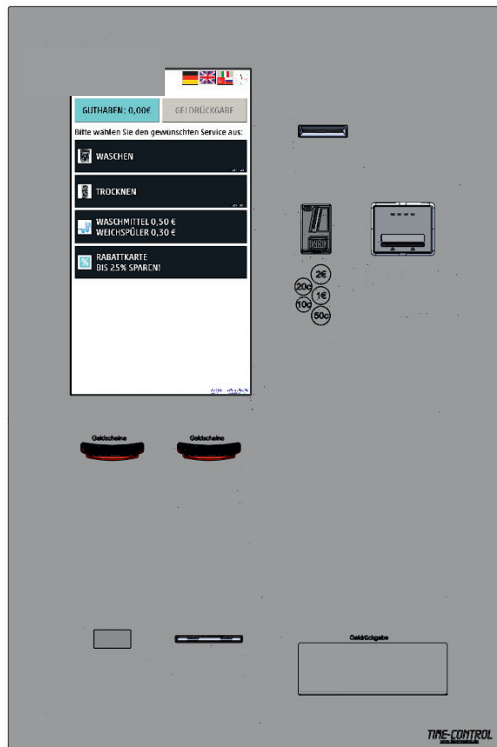 GUTHABEN: 0,00€
GELDRÜCKGABE
Bitte wählen Sie den gewünschten Service aus:
WASCHEN
TROCKNEN
WASCHMITTEL 0,50 €
WEICHSPÜLER 0,30 €
%
RABATTKARTE
BIS 25% SPAREN!
2€
20c
1€
10c
50c
Geldscheine
Geldscheine
Geldrückgabe
TIME-CONTROL